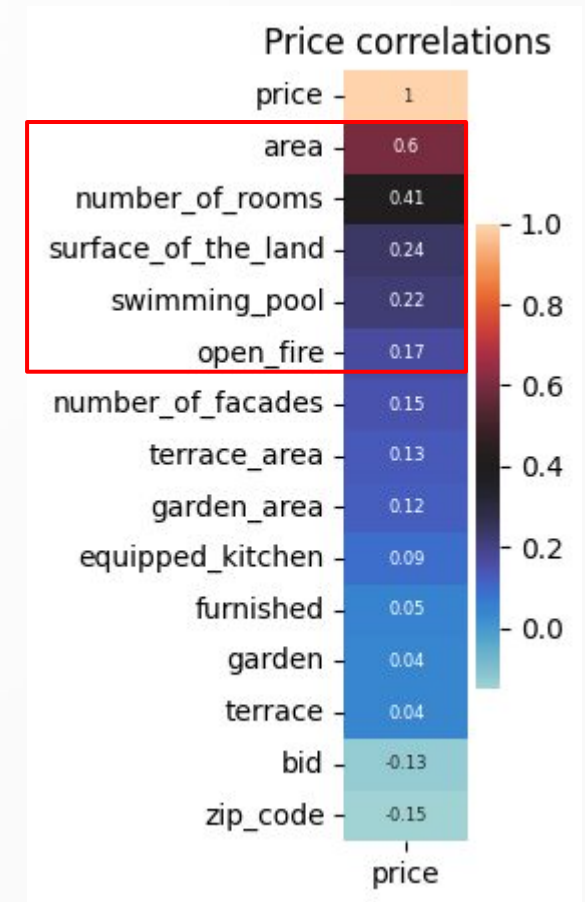 Price correlations
price 1
area 0.6
number_of_rooms 0.41
surface_of_the_land 0.24
swimming_pool 0.22
open_fire 0.17
number_of_facades 0.15
terrace_area 0.13
garden_area 0.12
equipped_kitchen 0.09
furnished 0.05
garden 0.04
terrace 0.04
bid -0.13
zip_code -0.15
price
1.0
0.8
0.6
0.4
0.2
0.0